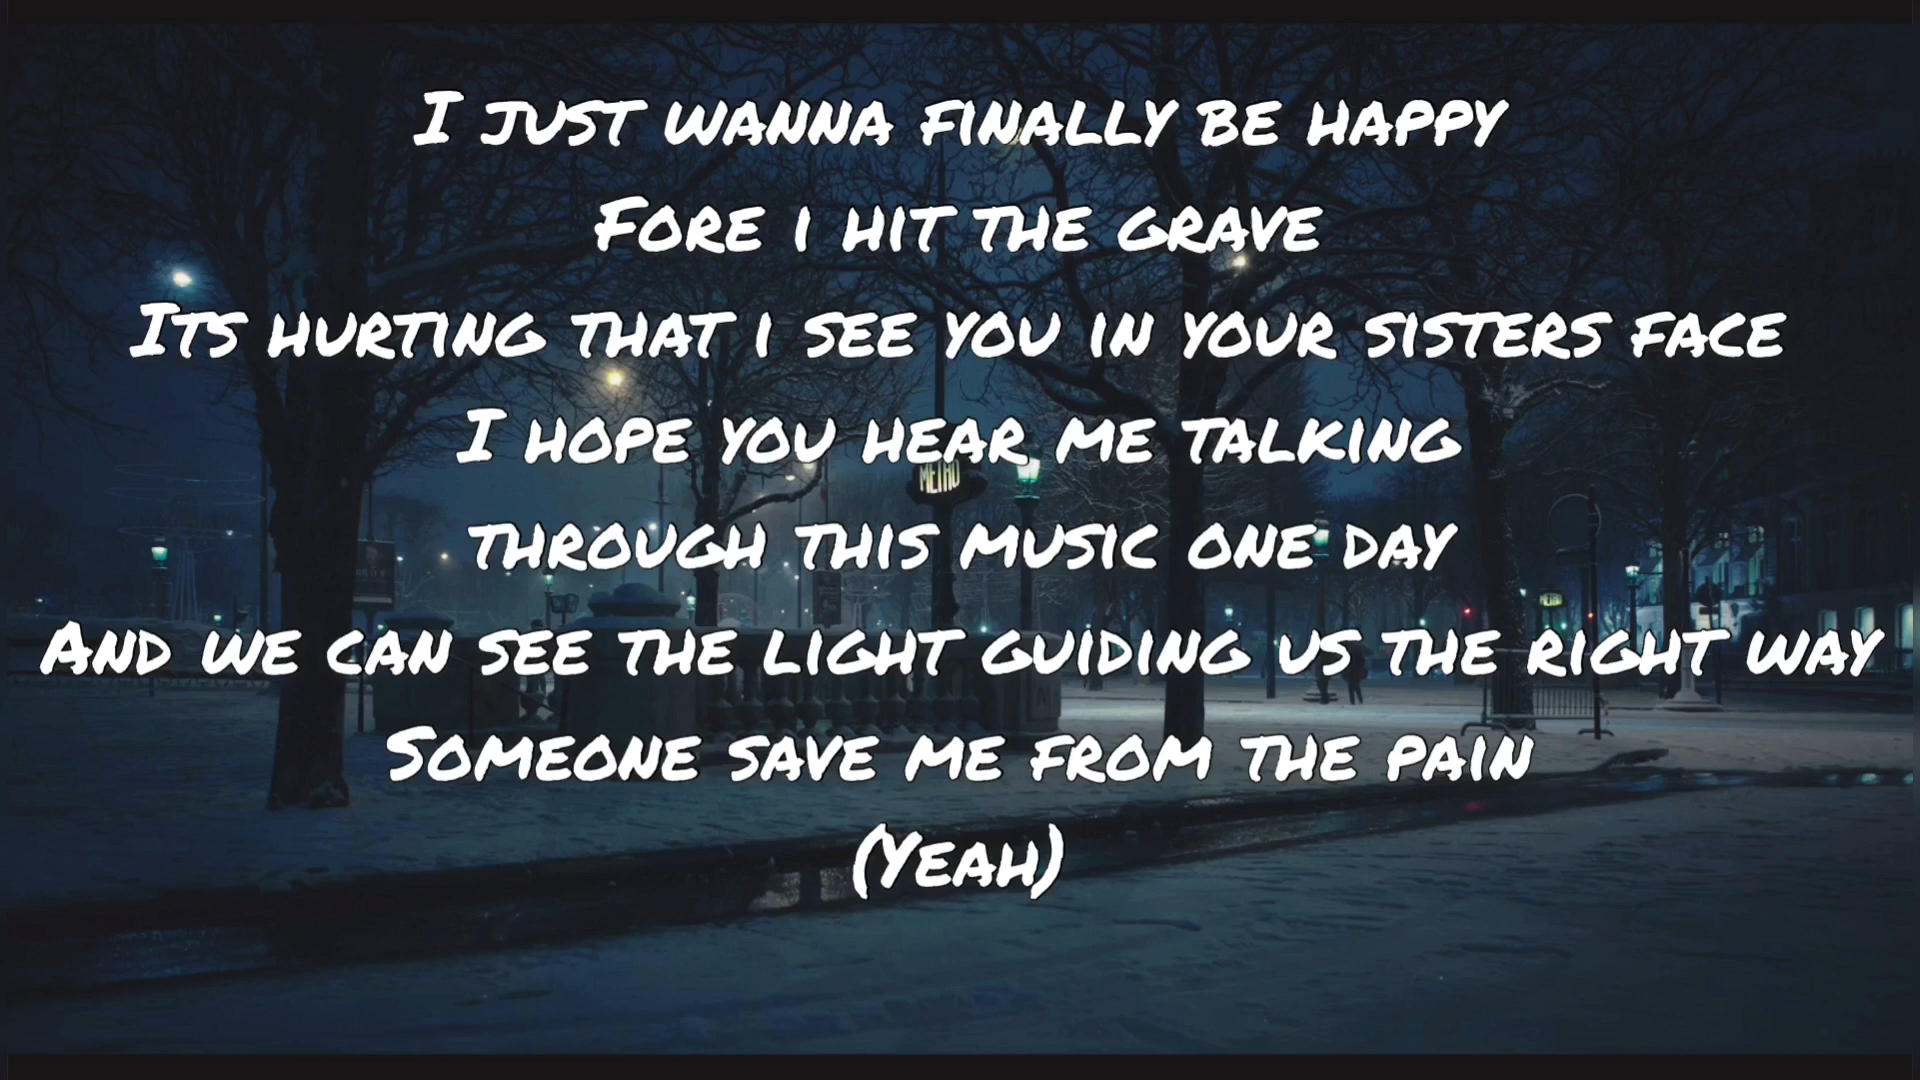 I just wanna finally be happy
Fore i hit the grave
Its hurting that i see you in your sisters face
I hope you hear me talking
METRO
through this music one day
METRO
And we can see the light guiding us the right way
Someone save me from the pain
(Yeah)